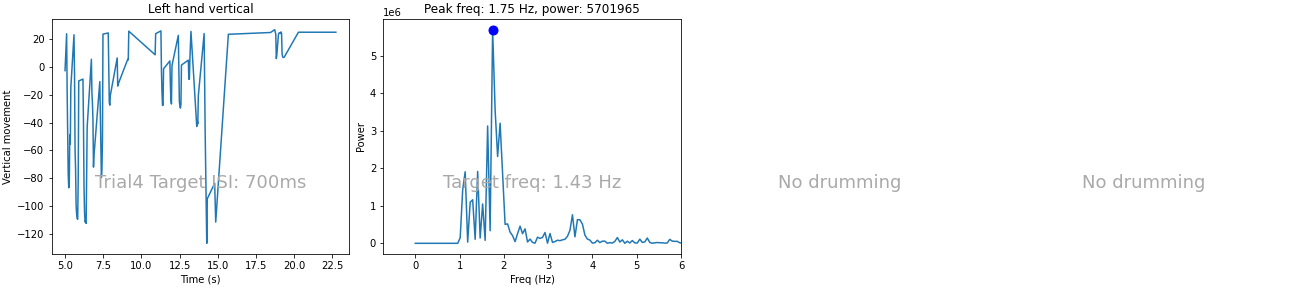 Left hand vertical
Vertical movement
20
0
−20
−40
−60
−80
−100
−120
Trial4 Target ISI: 700ms
5.0 7.5 10.0 12.5 15.0 17.5 20.0 22.5
Time (s)
Peak freq: 1.75 Hz, power: 5701965
1e6
Power
5
4
3
2
1
0
Target freq: 1.43 Hz
0 1 2 3 4 5 6
Freq (Hz)
No drumming
No drumming